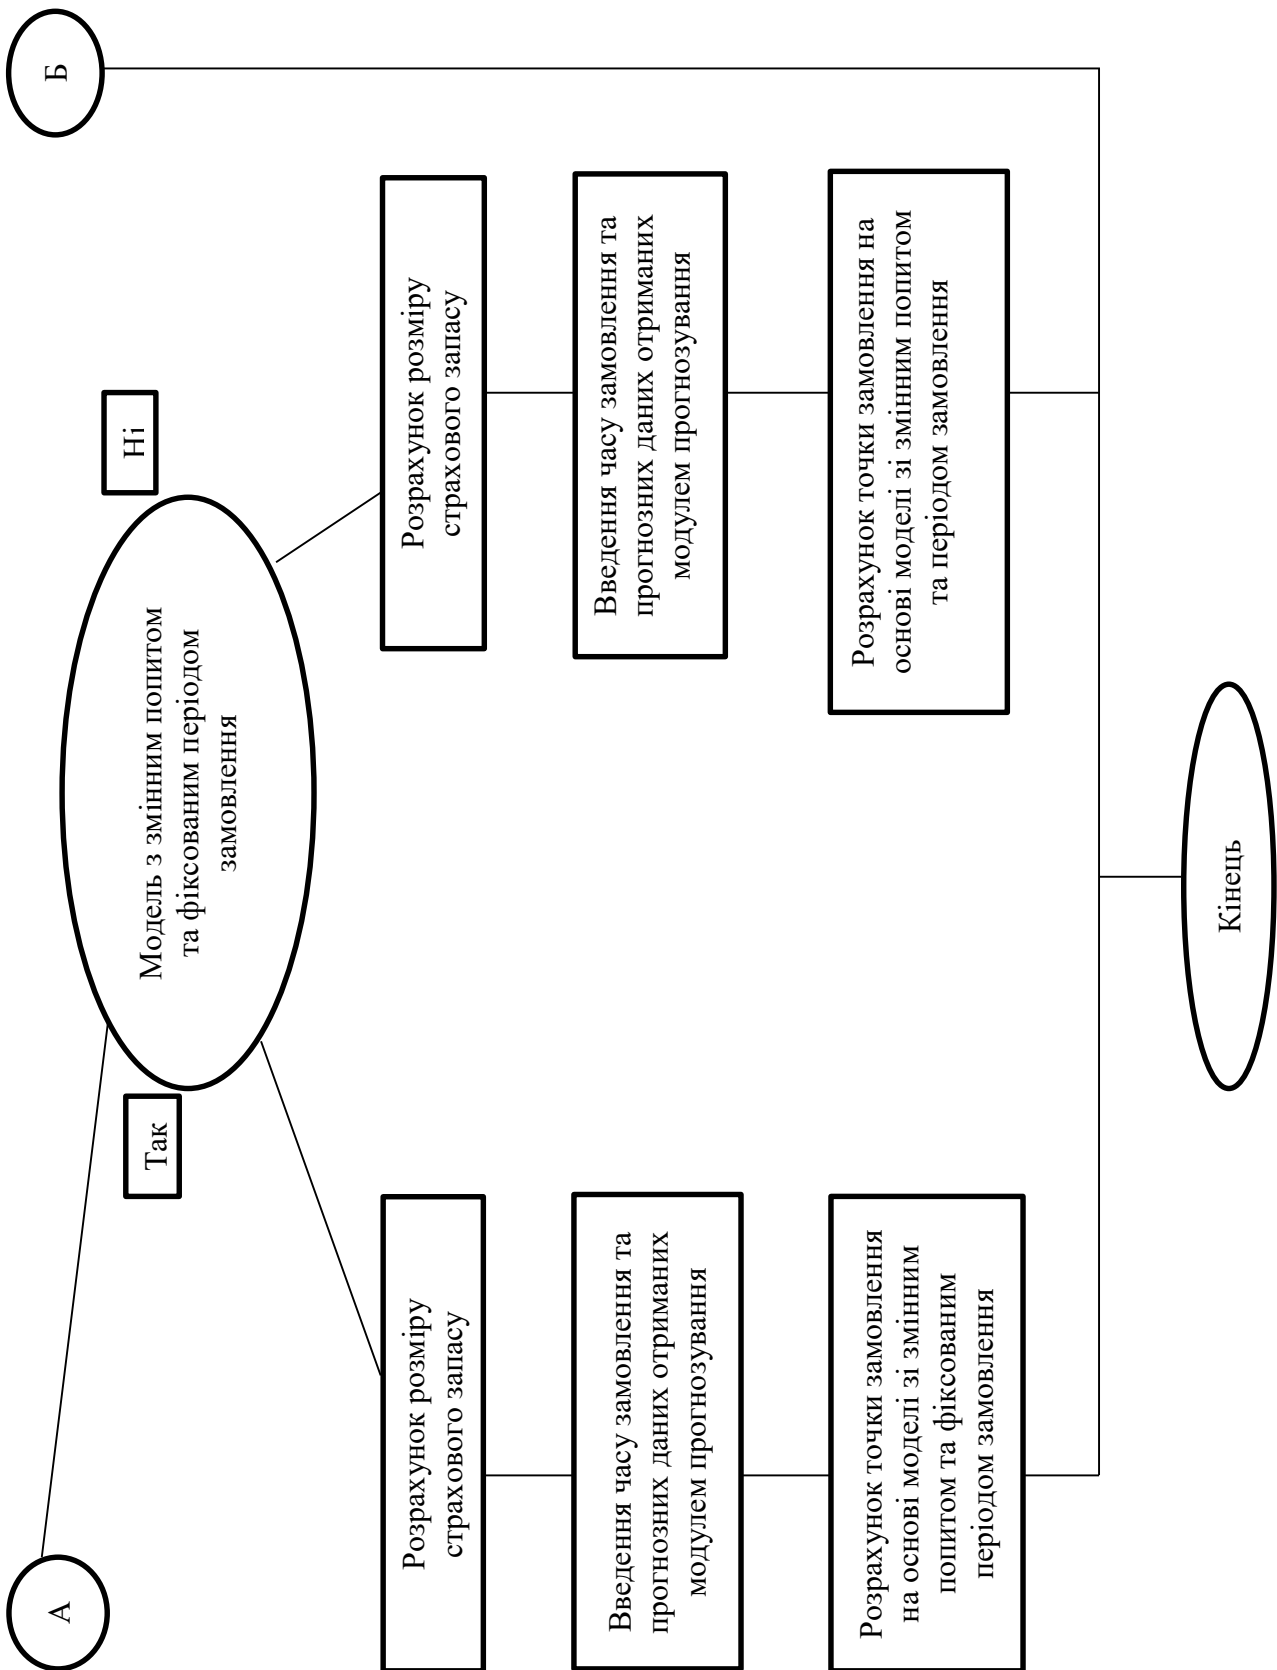 А
Б
Модель з змінним попитом
та фіксованим періодом
замовлення
Так
Ні
Розрахунок розміру
страхового запасу
Розрахунок розміру
страхового запасу
Введення часу замовлення та
прогнозних даних отриманих
модулем прогнозування
Введення часу замовлення та
прогнозних даних отриманих
модулем прогнозування
Розрахунок точки замовлення
на основі моделі зі змінним
попитом та фіксованим
періодом замовлення
Розрахунок точки замовлення на
основі моделі зі змінним попитом
та періодом замовлення
Кінець